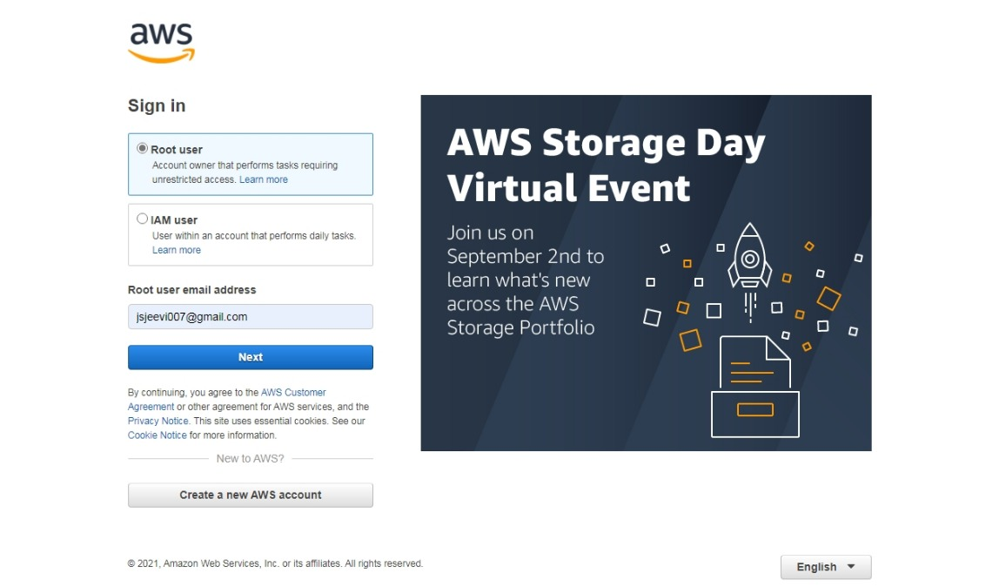 aws
Sign in
Root user
Account owner that performs tasks requiring
unrestricted access. Learn more
IAM user
User within an account that performs daily tasks.
Learn more
Root user email address
jsjeevi007@gmail.com
Next
By continuing, you agree to the AWS Customer
Agreement or other agreement for AWS services, and the
Privacy Notice. This site uses essential cookies. See our
Cookie Notice for more information.
New to AWS?
Create a new AWS account
AWS Storage Day
Virtual Event
Join us on
September 2nd to
learn what's new
across the AWS
Storage Portfolio
© 2021, Amazon Web Services, Inc. or its affiliates. All rights reserved.
English